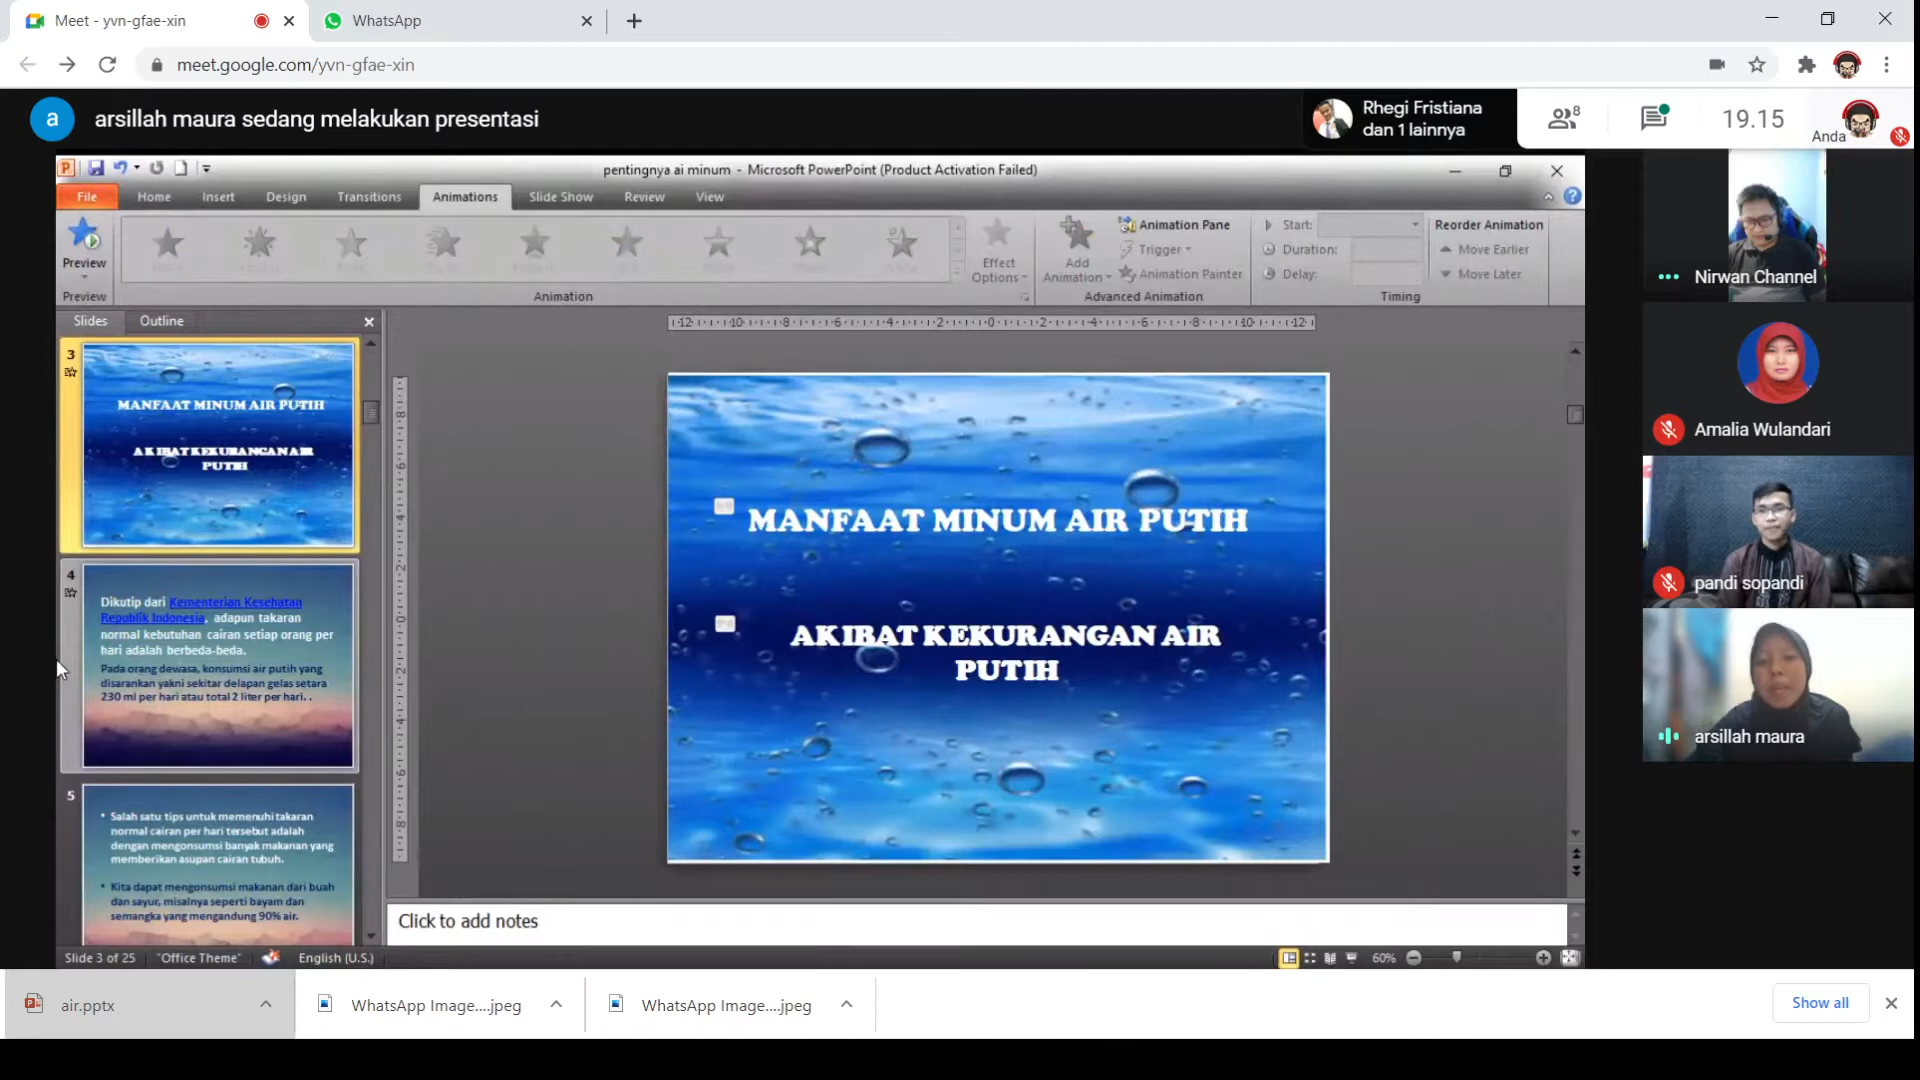 Meet - yvn-gfae-xin
WhatsApp
meet.google.com/yvn-gfae-xin
a
arsillah maura sedang melakukan presentasi
Rhegi Fristiana
dan 1 lainnya
8
19.15
Anda
pentingnya ai minum - Microsoft PowerPoint (Product Activation Failed)
File
Home
Insert
Design
Transitions
Animations
Slide Show
Review
View
Preview
Effect
Options
Add
Animation
Animation Pane
Trigger
Animation Painter
Start:
Duration:
Delay:
Reorder Animation
Move Earlier
Move Later
Preview
Animation
Advanced Animation
Timing
Slides
Outline
3
MANFAAT MINUM AIR PUTIH
AKIBAT KEKURANGAN AIR
PUTIH
4
Dikutip dari Kementerian Kesehatan
Republik Indonesia, adapun takaran
normal kebutuhan cairan setiap orang per
hari adalah berbeda-beda.
Pada orang dewasa, konsumsi air putih yang
disarankan yakni sekitar delapan gelas setara
230 ml per hari atau total 2 liter per hari. .
5
• Salah satu tips untuk memenuhi takaran
normal cairan per hari tersebut adalah
dengan mengonsumsi banyak makanan yang
memberikan asupan cairan tubuh.
• Kita dapat mengonsumsi makanan dari buah
dan sayur, misalnya seperti bayam dan
semangka yang mengandung 90% air.
MANFAAT MINUM AIR PUTIH
AKIBAT KEKURANGAN AIR
PUTIH
Click to add notes
Slide 3 of 25
"Office Theme"
English (U.S.)
60%
Nirwan Channel
Amalia Wulandari
pandi sopandi
arsillah maura
air.pptx
WhatsApp Image....jpeg
WhatsApp Image....jpeg
Show all